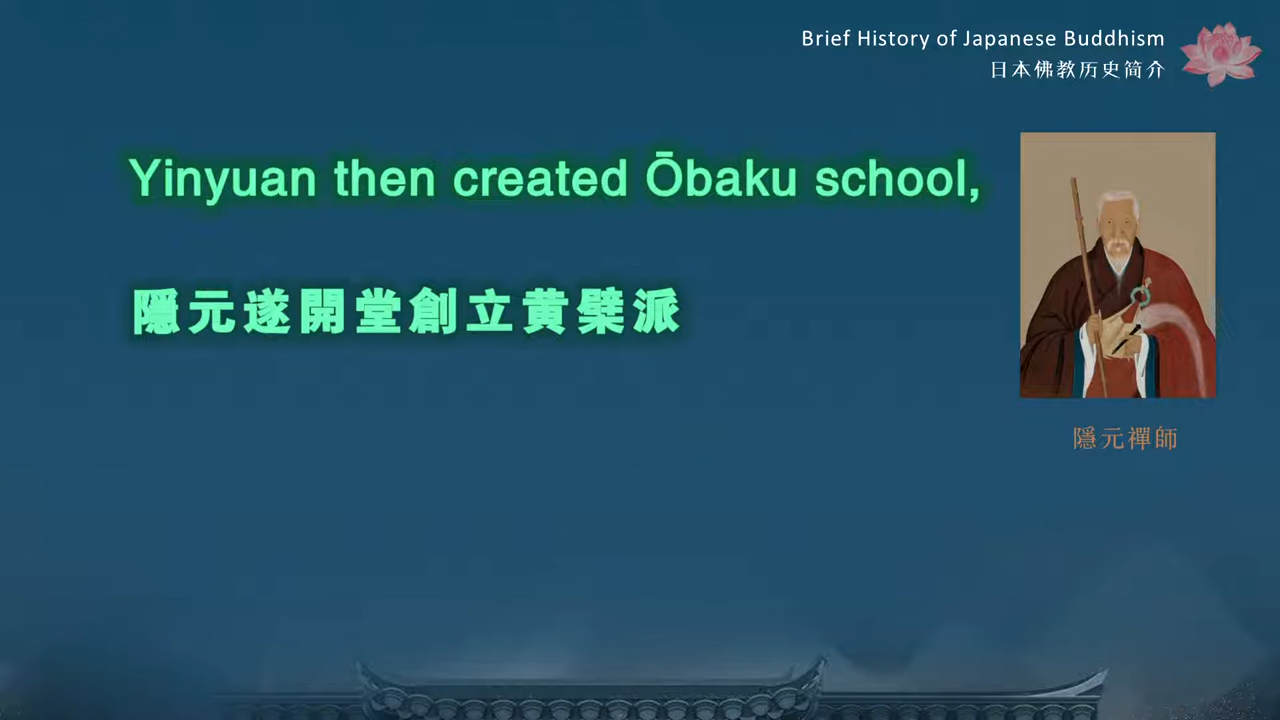 Brief History of Japanese Buddhism
日本佛教历史简介
Yinyuan then created Ōbaku school,
隱元遂開堂創立黄檗派
隱元禪師